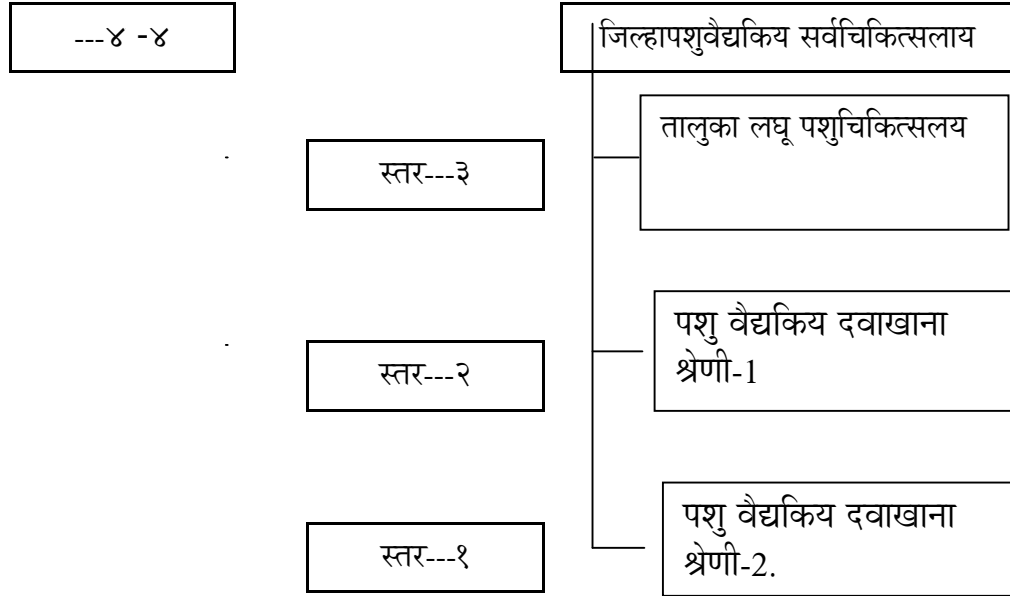 ---४ -४
जिल्हापशुवैद्यकिय सर्वचिकित्सलाय
तालुका लघू पशुचिकित्सलय
स्तर---३
पशु वैद्यकिय दवाखाना
श्रेणी-1
स्तर---२
पशु वैद्यकिय दवाखाना
श्रेणी-2.
स्तर---१